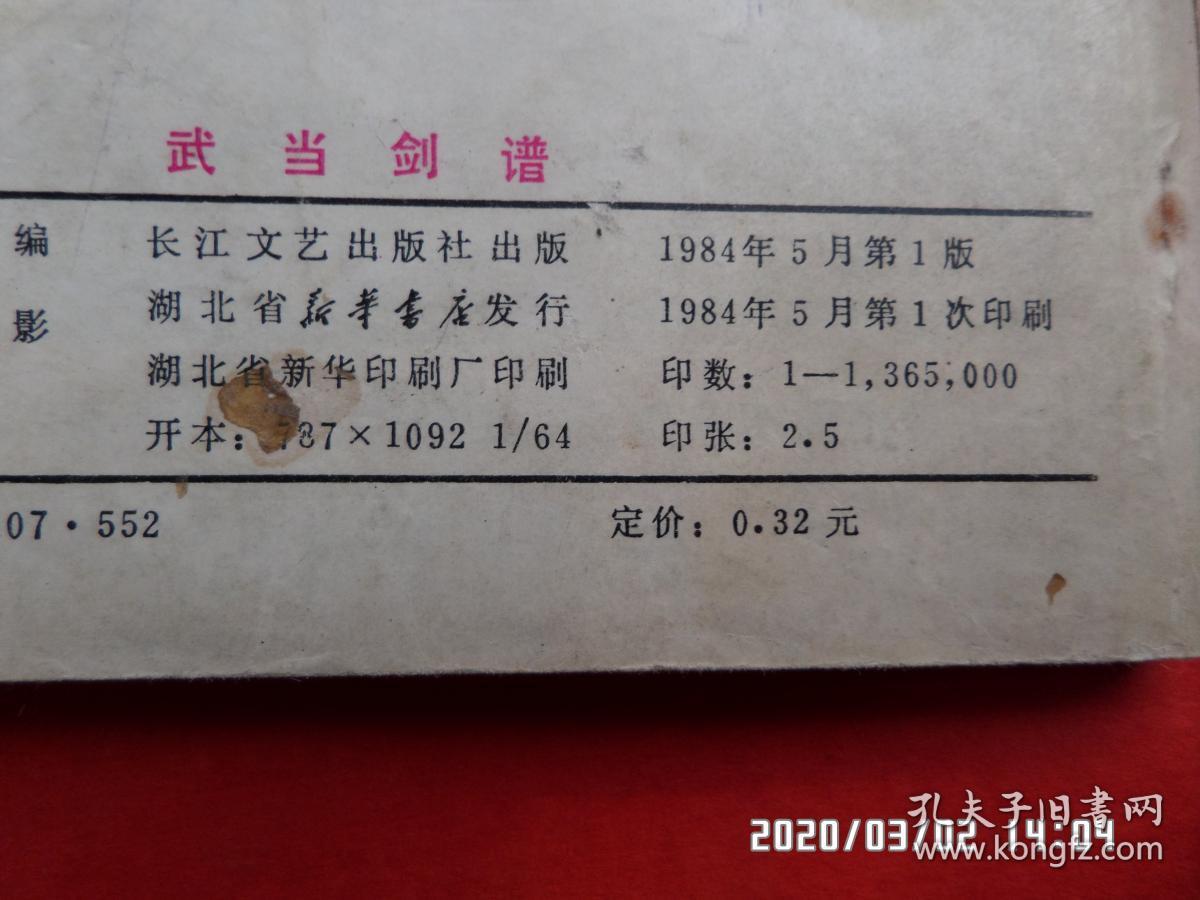 武当剑谱
编 长江文艺出版社出版 1984年5月第1版
影 湖北省新华书店发行 1984年5月第1次印刷
湖北省新华印刷厂印刷 印数：1—1,365,000
开本：787×1092 1/64 印张：2.5
07·552 定价：0.32元
2020/03/02 14:04
孔夫子旧書网
www.kongfz.com